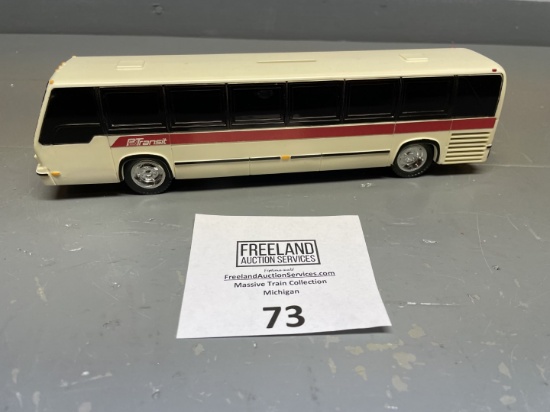 Transit
FREELAND
AUCTION SERVICES
FreelandAuctionServices.com
Massive Train Collection
Michigan
73